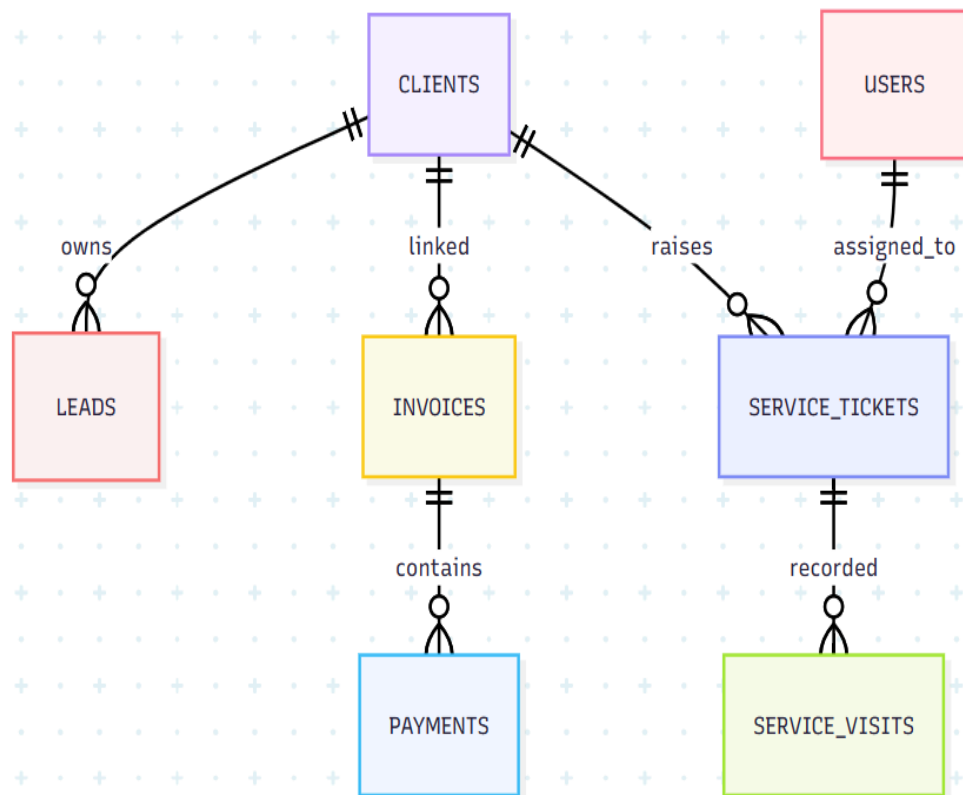 CLIENTS
USERS
owns
linked
raises
assigned_to
LEADS
INVOICES
SERVICE_TICKETS
contains
recorded
PAYMENTS
SERVICE_VISITS